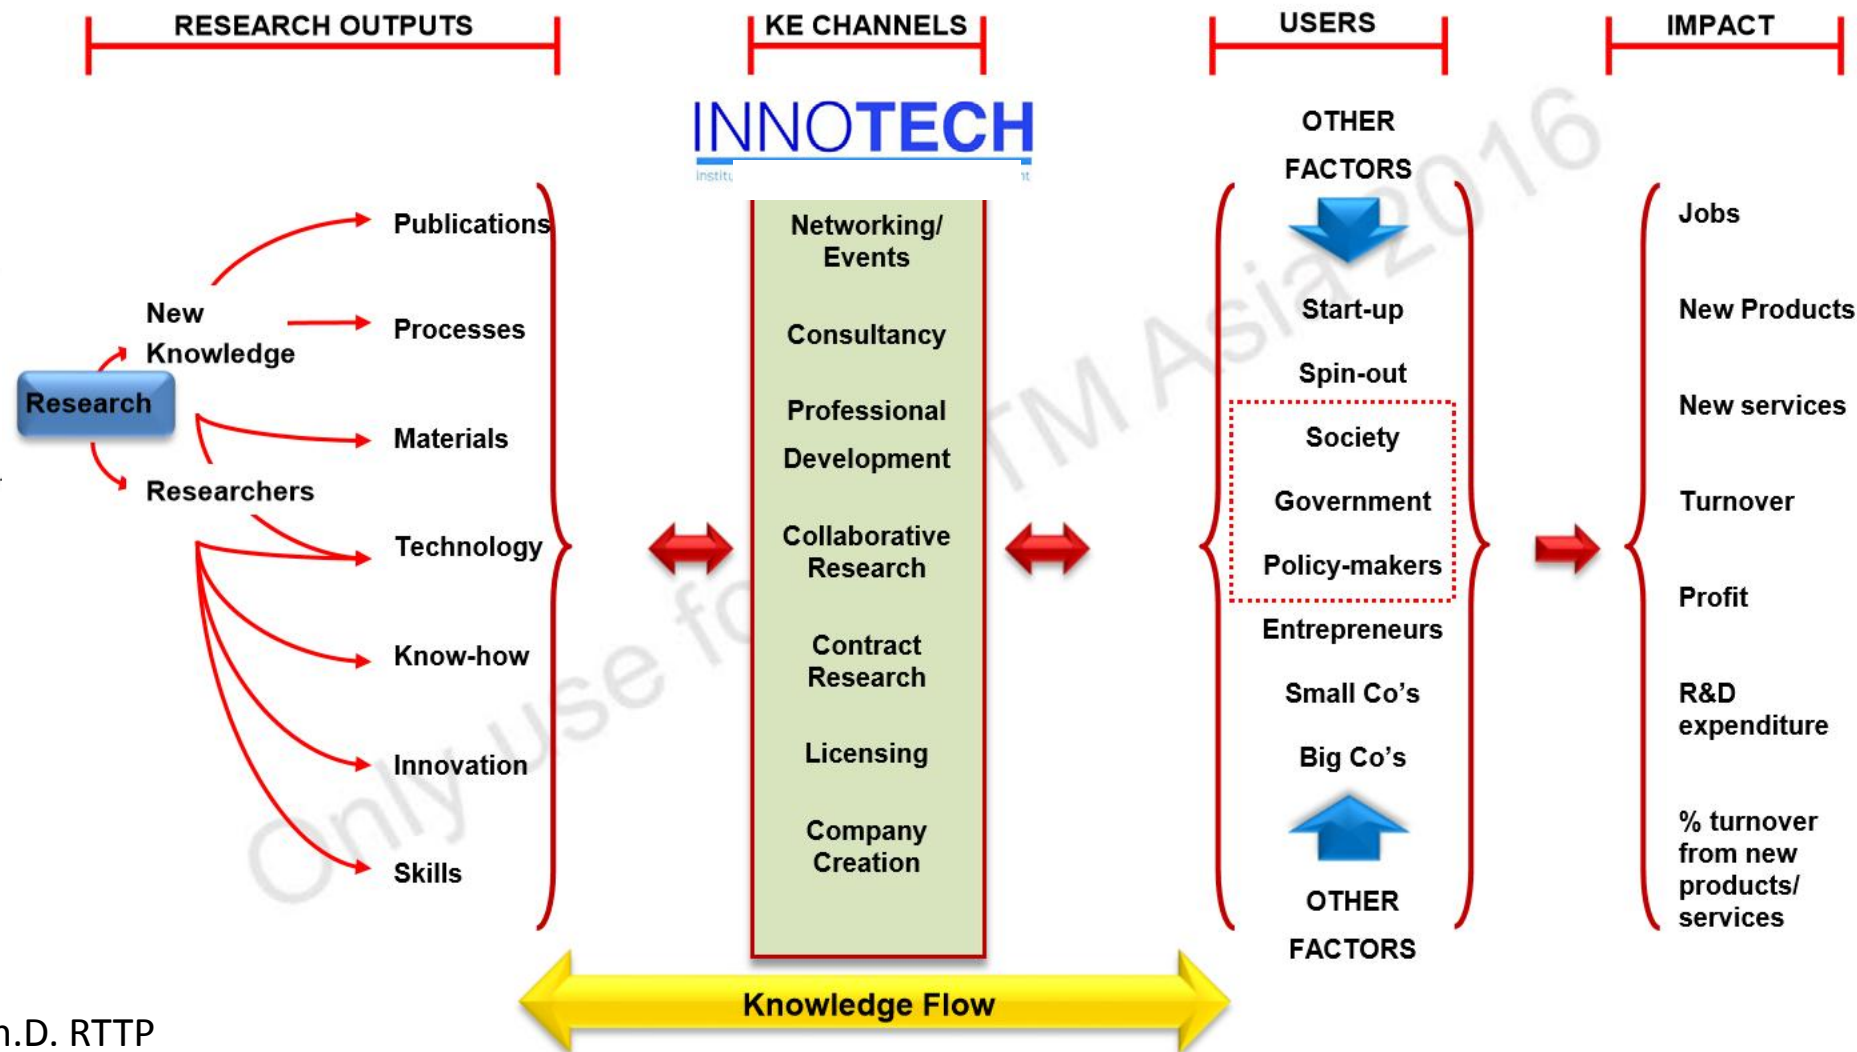 RESEARCH OUTPUTS
KE CHANNELS
USERS
IMPACT
INNOTECH
Research
New
Knowledge
Researchers
Publications
Processes
Materials
Technology
Know-how
Innovation
Skills
Networking/
Events
Consultancy
Professional
Development
Collaborative
Research
Contract
Research
Licensing
Company
Creation
OTHER
FACTORS
Start-up
Spin-out
Society
Government
Policy-makers
Entrepreneurs
Small Co's
Big Co's
OTHER
FACTORS
Jobs
New Products
New services
Turnover
Profit
R&D
expenditure
% turnover
from new
products/
services
Knowledge Flow
Only use TM Asia 2016
RTTP